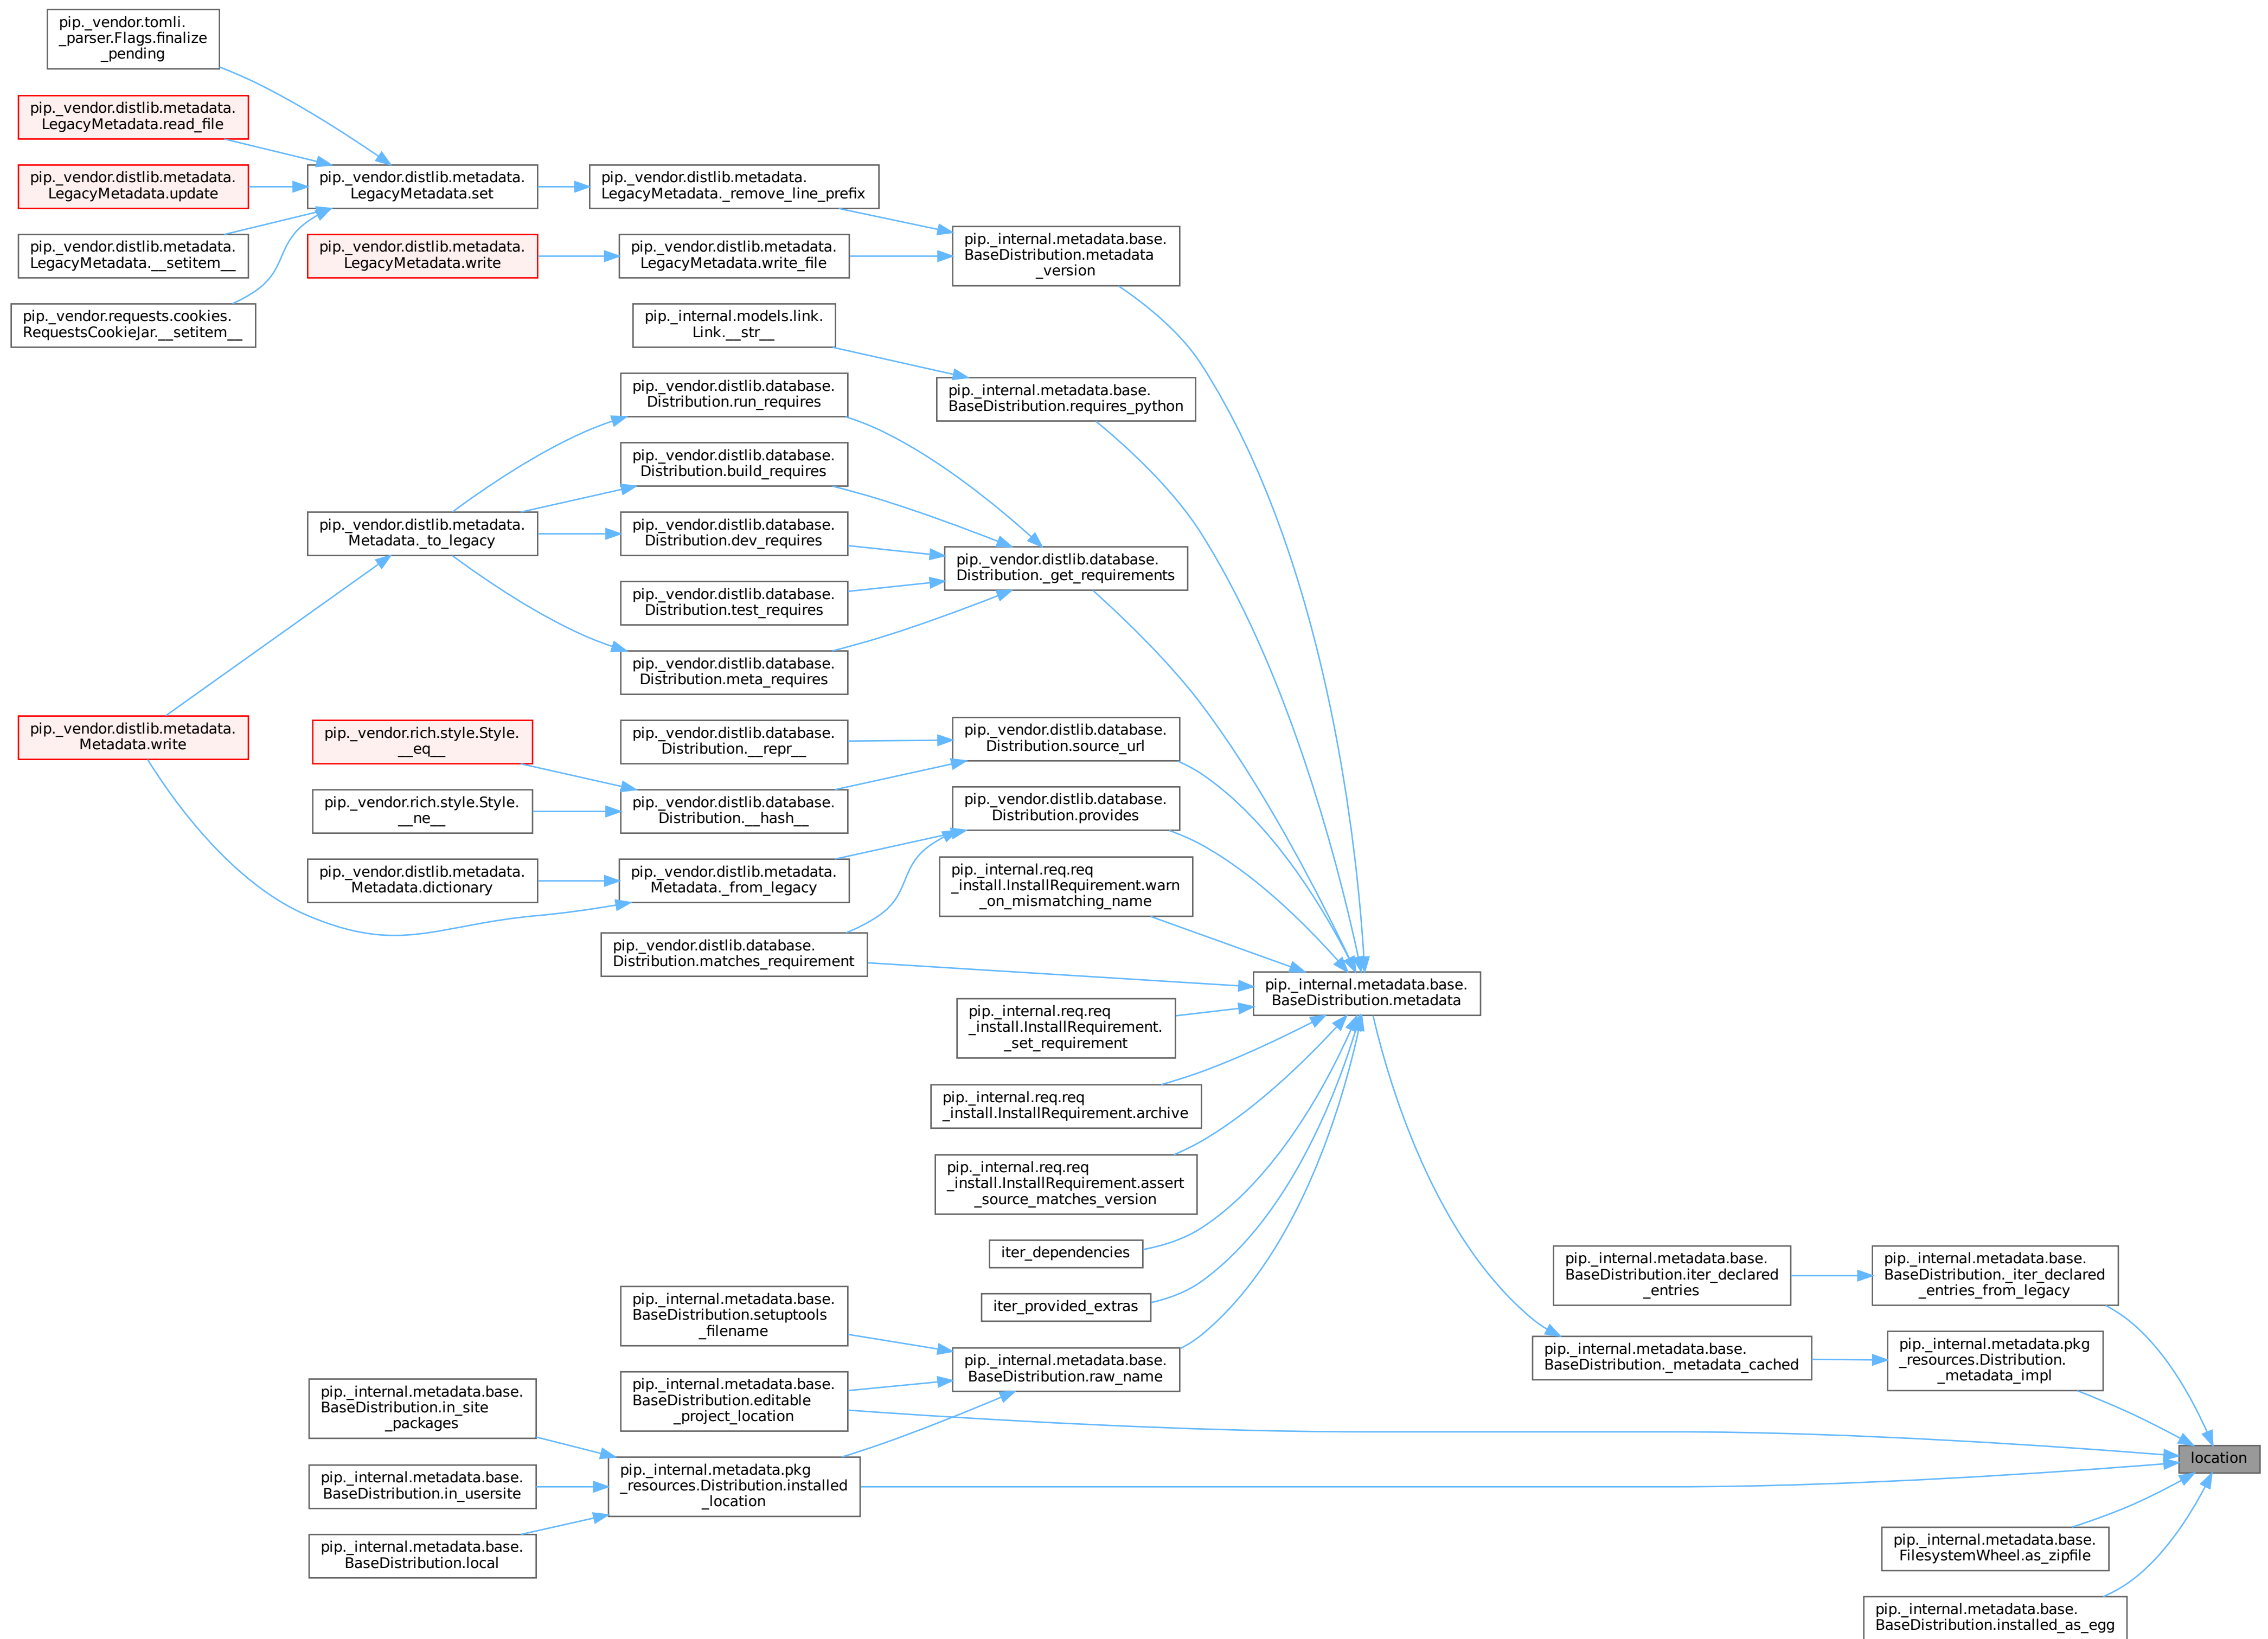 pip._vendor.tomli.
_parser.Flags.finalize
_pending
pip._vendor.distlib.metadata.
LegacyMetadata.read_file
pip._vendor.distlib.metadata.
LegacyMetadata.update
pip._vendor.distlib.metadata.
LegacyMetadata.__setitem__
pip._vendor.requests.cookies.
RequestsCookieJar.__setitem__
pip._vendor.distlib.metadata.
LegacyMetadata.set
pip._vendor.distlib.metadata.
LegacyMetadata._remove_line_prefix
pip._vendor.distlib.metadata.
LegacyMetadata.write
pip._vendor.distlib.metadata.
LegacyMetadata.write_file
pip._internal.metadata.base.
BaseDistribution.metadata
_version
pip._internal.models.link.
Link.__str__
pip._internal.metadata.base.
BaseDistribution.requires_python
pip._vendor.distlib.database.
Distribution.run_requires
pip._vendor.distlib.database.
Distribution.build_requires
pip._vendor.distlib.metadata.
Metadata._to_legacy
pip._vendor.distlib.database.
Distribution.dev_requires
pip._vendor.distlib.database.
Distribution._get_requirements
pip._vendor.distlib.database.
Distribution.test_requires
pip._vendor.distlib.database.
Distribution.meta_requires
pip._vendor.distlib.metadata.
Metadata.write
pip._vendor.rich.style.Style.
__eq__
pip._vendor.distlib.database.
Distribution.__repr__
pip._vendor.distlib.database.
Distribution.source_url
pip._vendor.rich.style.Style.
__ne__
pip._vendor.distlib.database.
Distribution.__hash__
pip._vendor.distlib.database.
Distribution.provides
pip._vendor.distlib.metadata.
Metadata.dictionary
pip._vendor.distlib.metadata.
Metadata._from_legacy
pip._internal.req.req
_install.InstallRequirement.warn
_on_mismatching_name
pip._vendor.distlib.database.
Distribution.matches_requirement
pip._internal.metadata.base.
BaseDistribution.metadata
pip._internal.req.req
_install.InstallRequirement.
_set_requirement
pip._internal.req.req
_install.InstallRequirement.archive
pip._internal.req.req
_install.InstallRequirement.assert
_source_matches_version
iter_dependencies
iter_provided_extras
pip._internal.metadata.base.
BaseDistribution.iter_declared
_entries
pip._internal.metadata.base.
BaseDistribution._iter_declared
_entries_from_legacy
pip._internal.metadata.base.
BaseDistribution.setuptools
_filename
pip._internal.metadata.base.
BaseDistribution.raw_name
pip._internal.metadata.base.
BaseDistribution._metadata_cached
pip._internal.metadata.pkg
_resources.Distribution.
_metadata_impl
pip._internal.metadata.base.
BaseDistribution.editable
_project_location
pip._internal.metadata.base.
BaseDistribution.in_site
_packages
pip._internal.metadata.base.
BaseDistribution.in_usersite
pip._internal.metadata.pkg
_resources.Distribution.installed
_location
location
pip._internal.metadata.base.
BaseDistribution.local
pip._internal.metadata.base.
FilesystemWheel.as_zipfile
pip._internal.metadata.base.
BaseDistribution.installed_as_egg